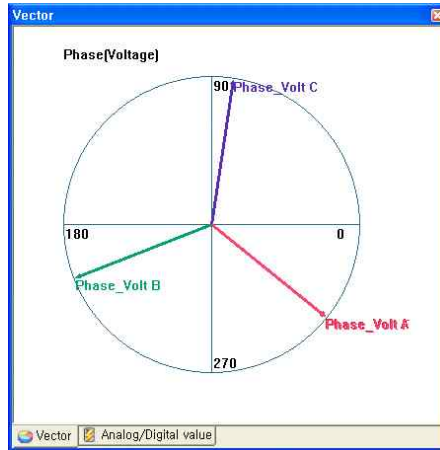 Vector
Phase(Voltage)
90
Phase_Volt C
180
0
Phase_Volt B
Phase_Volt A
270
Vector
Analog/Digital value